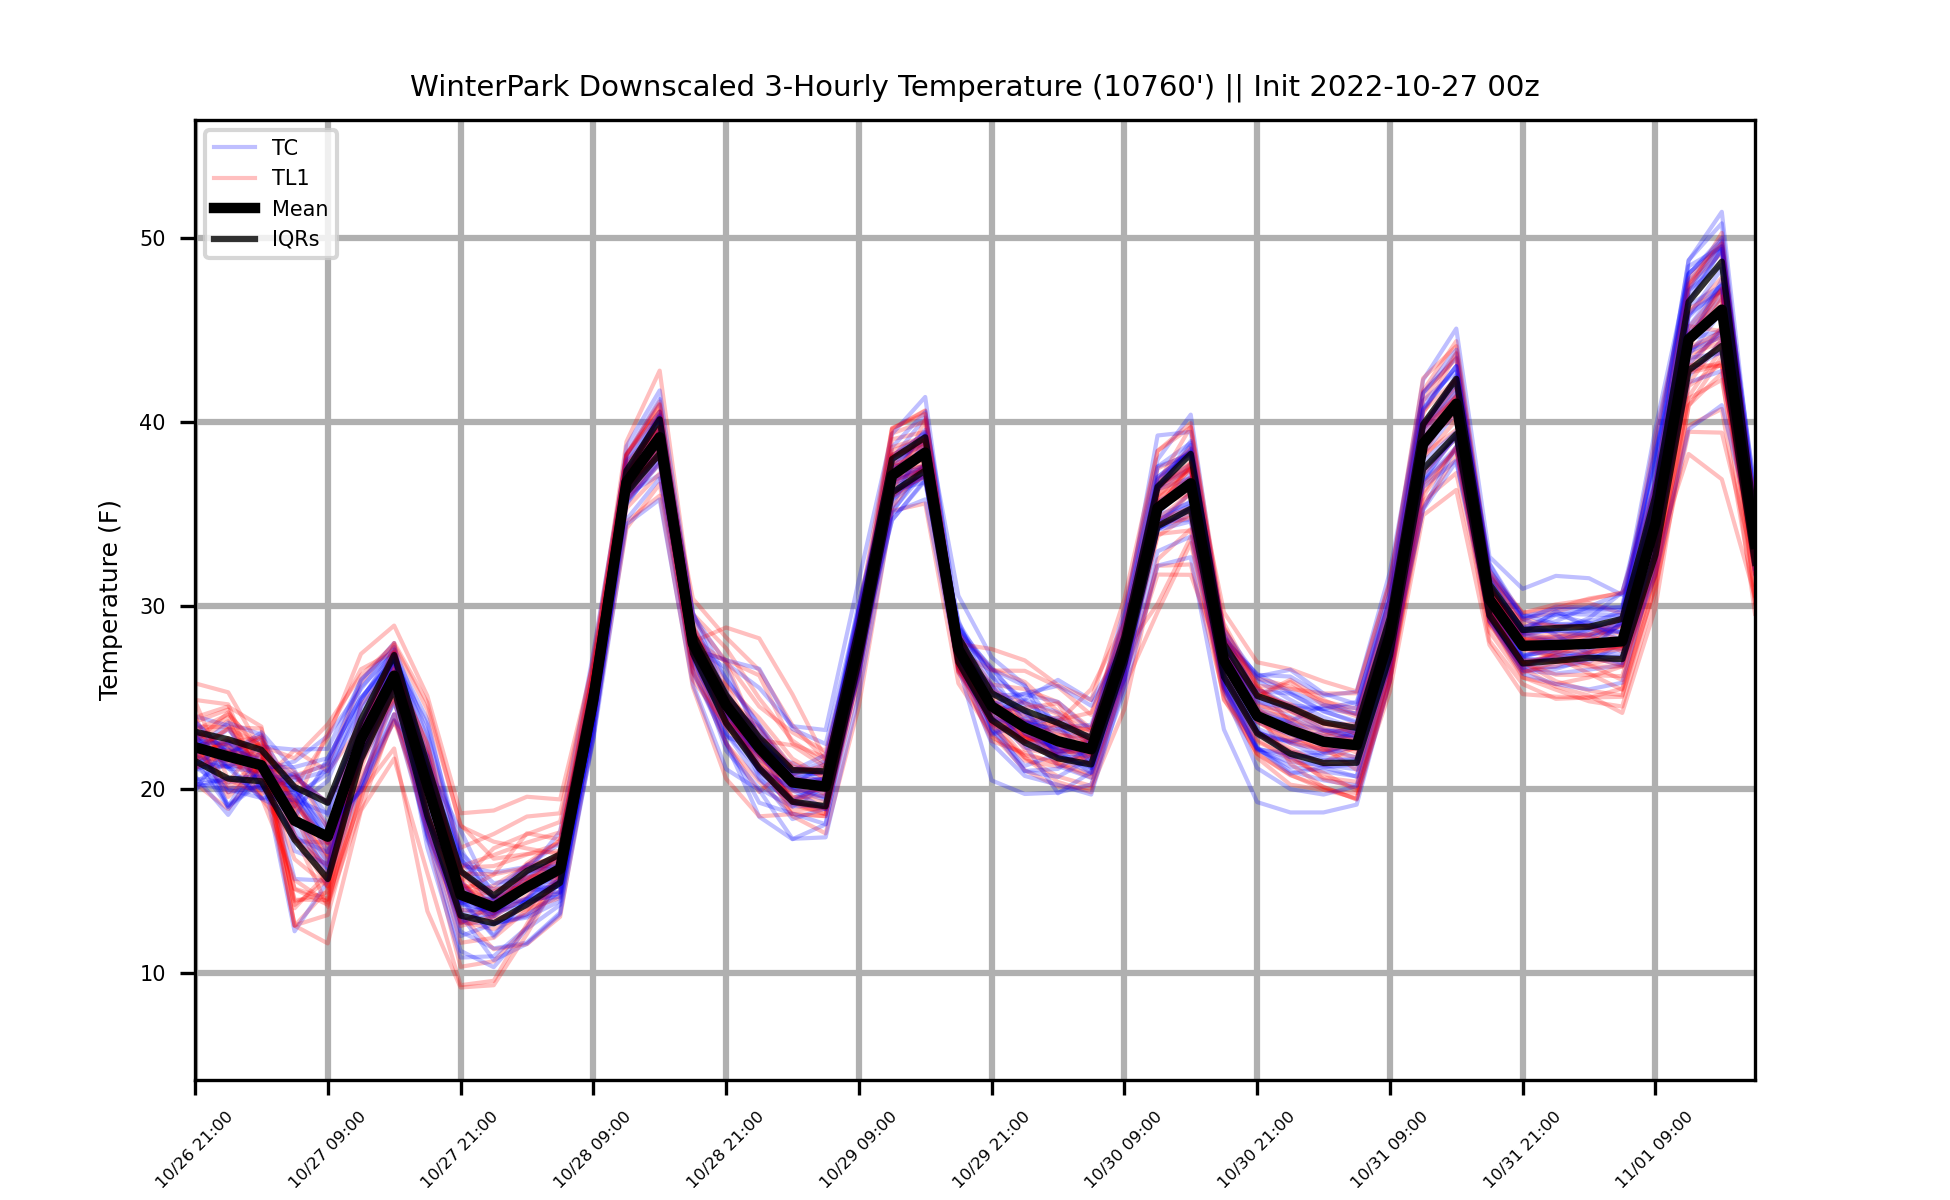 WinterPark Downscaled 3-Hourly Temperature (10760') || Init 2022-10-27 00z
TC
TL1
Mean
IQRs
Temperature (F)
50
40
30
20
10
10/26 21:00
10/27 09:00
10/27 21:00
10/28 09:00
10/28 21:00
10/29 09:00
10/29 21:00
10/30 09:00
10/30 21:00
10/31 09:00
10/31 21:00
11/01 09:00